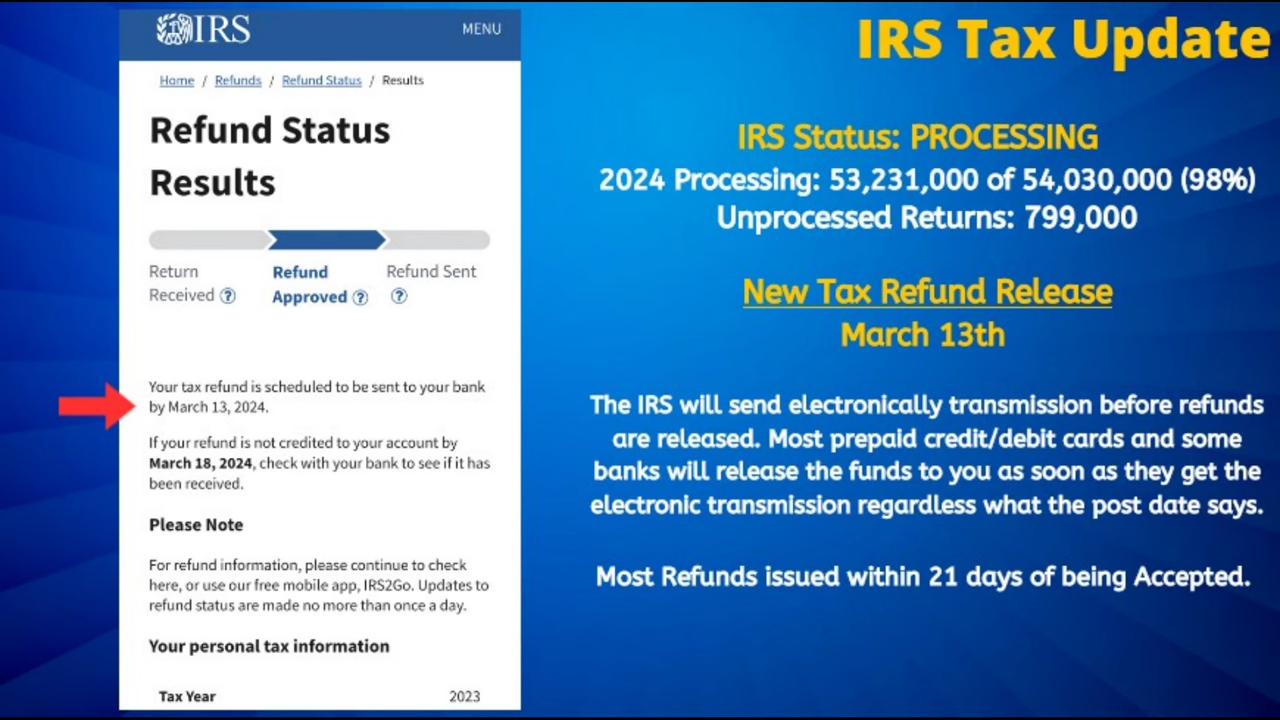 IRS
MENU
Home / Refunds / Refund Status / Results
Refund Status
Results
Return
Received ?
Refund
Approved ?
Refund Sent
?
Your tax refund is scheduled to be sent to your bank
by March 13, 2024.
If your refund is not credited to your account by
March 18, 2024, check with your bank to see if it has
been received.
Please Note
For refund information, please continue to check
here, or use our free mobile app, IRS2Go. Updates to
refund status are made no more than once a day.
Your personal tax information
Tax Year 2023
IRS Tax Update
IRS Status: PROCESSING
2024 Processing: 53,231,000 of 54,030,000 (98%)
Unprocessed Returns: 799,000
New Tax Refund Release
March 13th
The IRS will send electronically transmission before refunds
are released. Most prepaid credit/debit cards and some
banks will release the funds to you as soon as they get the
electronic transmission regardless what the post date says.
Most Refunds issued within 21 days of being Accepted.